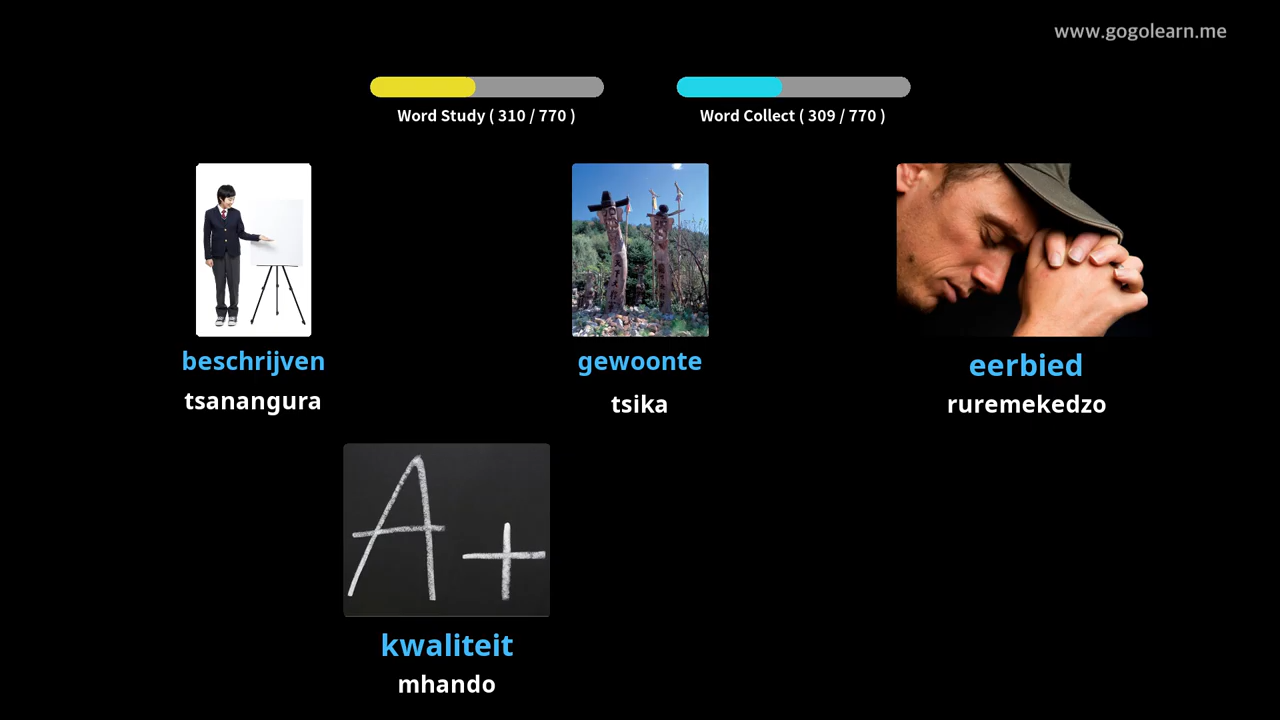 www.gogolearn.me
Word Study ( 310 / 770 )
Word Collect ( 309 / 770 )
beschrijven
tsanangura
gewoonte
tsika
eerbied
ruremekedzo
A+
kwaliteit
mhando